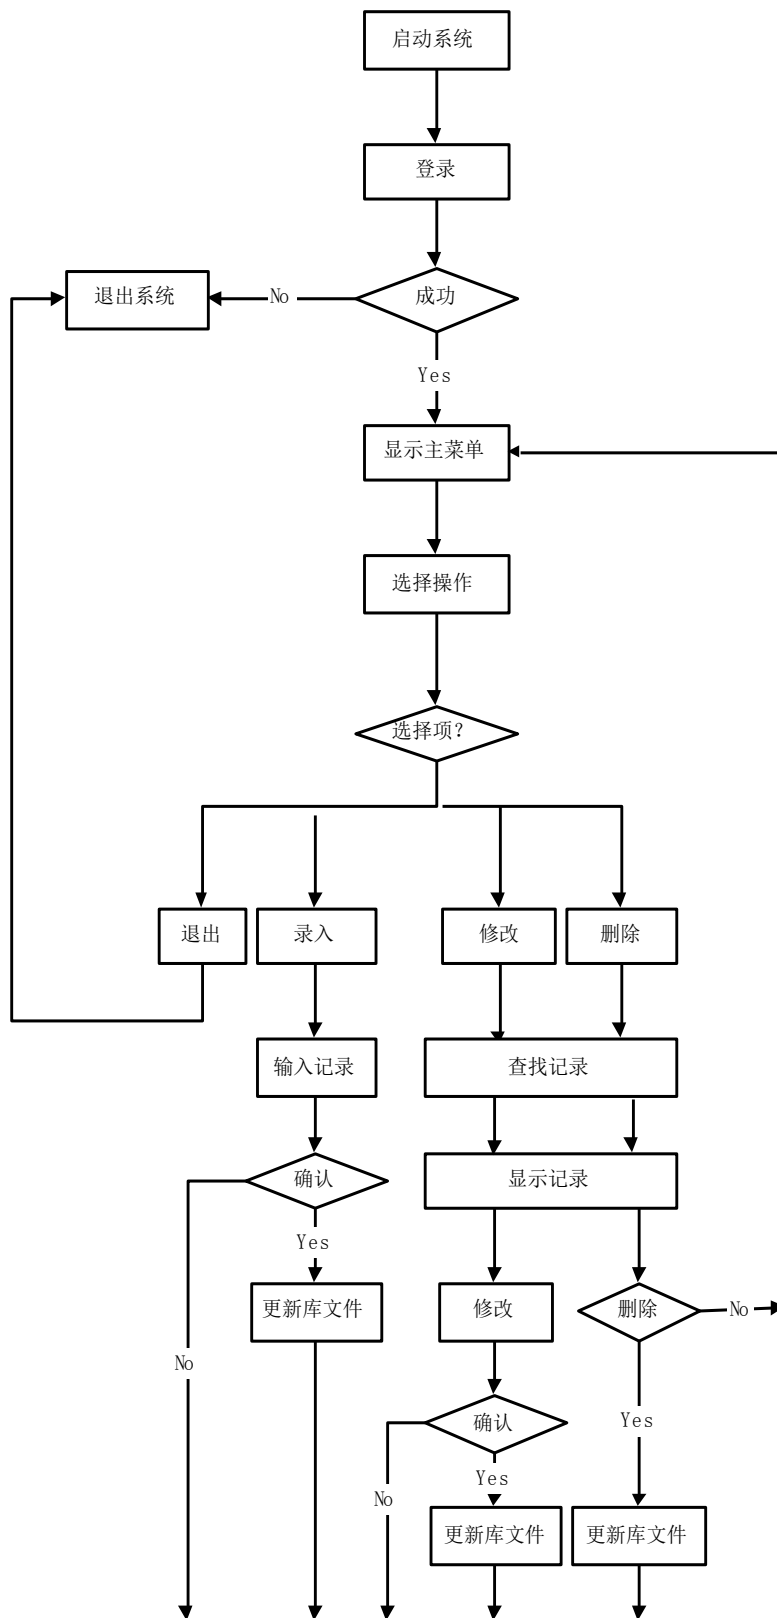 启动系统
登录
退出系统
No
成功
Yes
显示主菜单
选择操作
选择项?
退出
录入
修改
删除
输入记录
查找记录
确认
显示记录
Yes
更新库文件
修改
删除
No
No
确认
Yes
No
Yes
更新库文件
更新库文件